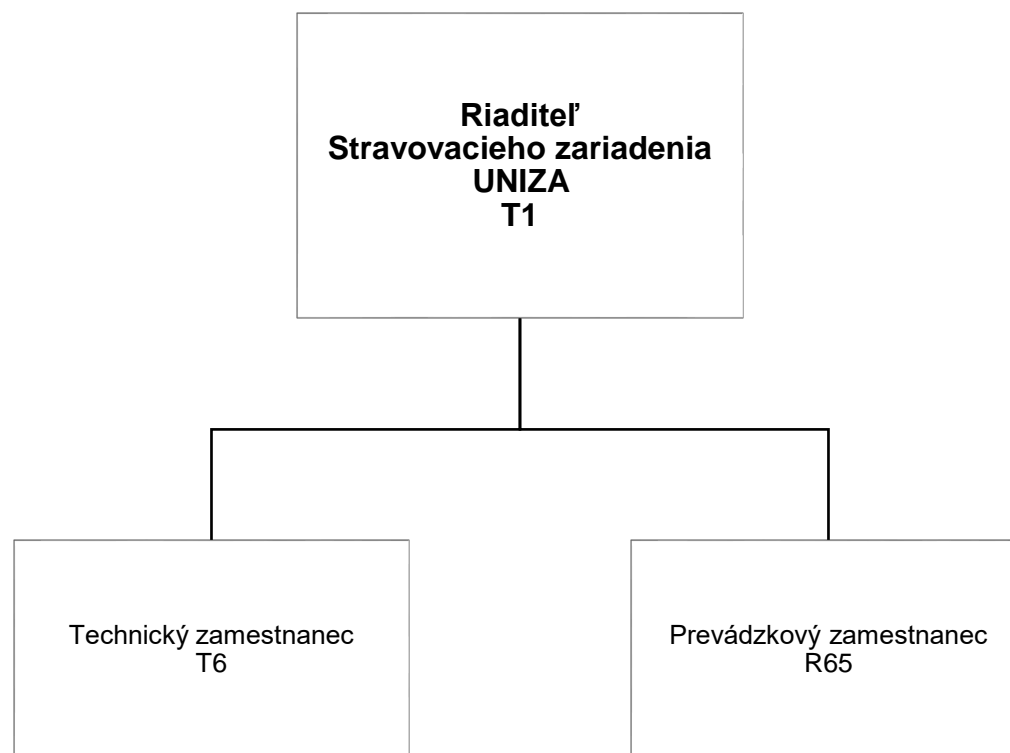 Riaditeľ
Stravovacieho zariadenia
UNIZA
T1
Technický zamestnanec
T6
Prevádzkový zamestnanec
R65